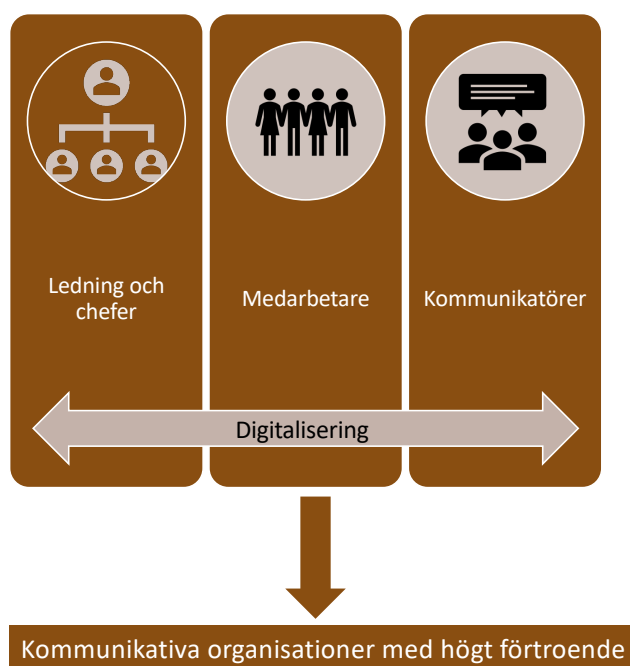 Ledning och
chefer
Medarbetare
Kommunikatörer
Digitalisering
Kommunikativa organisationer med högt förtroende